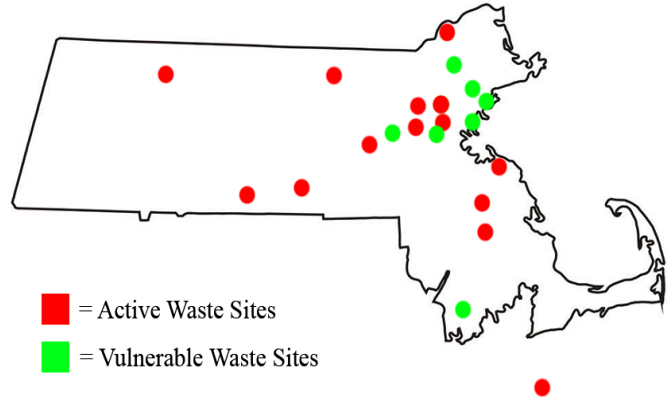 = Active Waste Sites
= Vulnerable Waste Sites